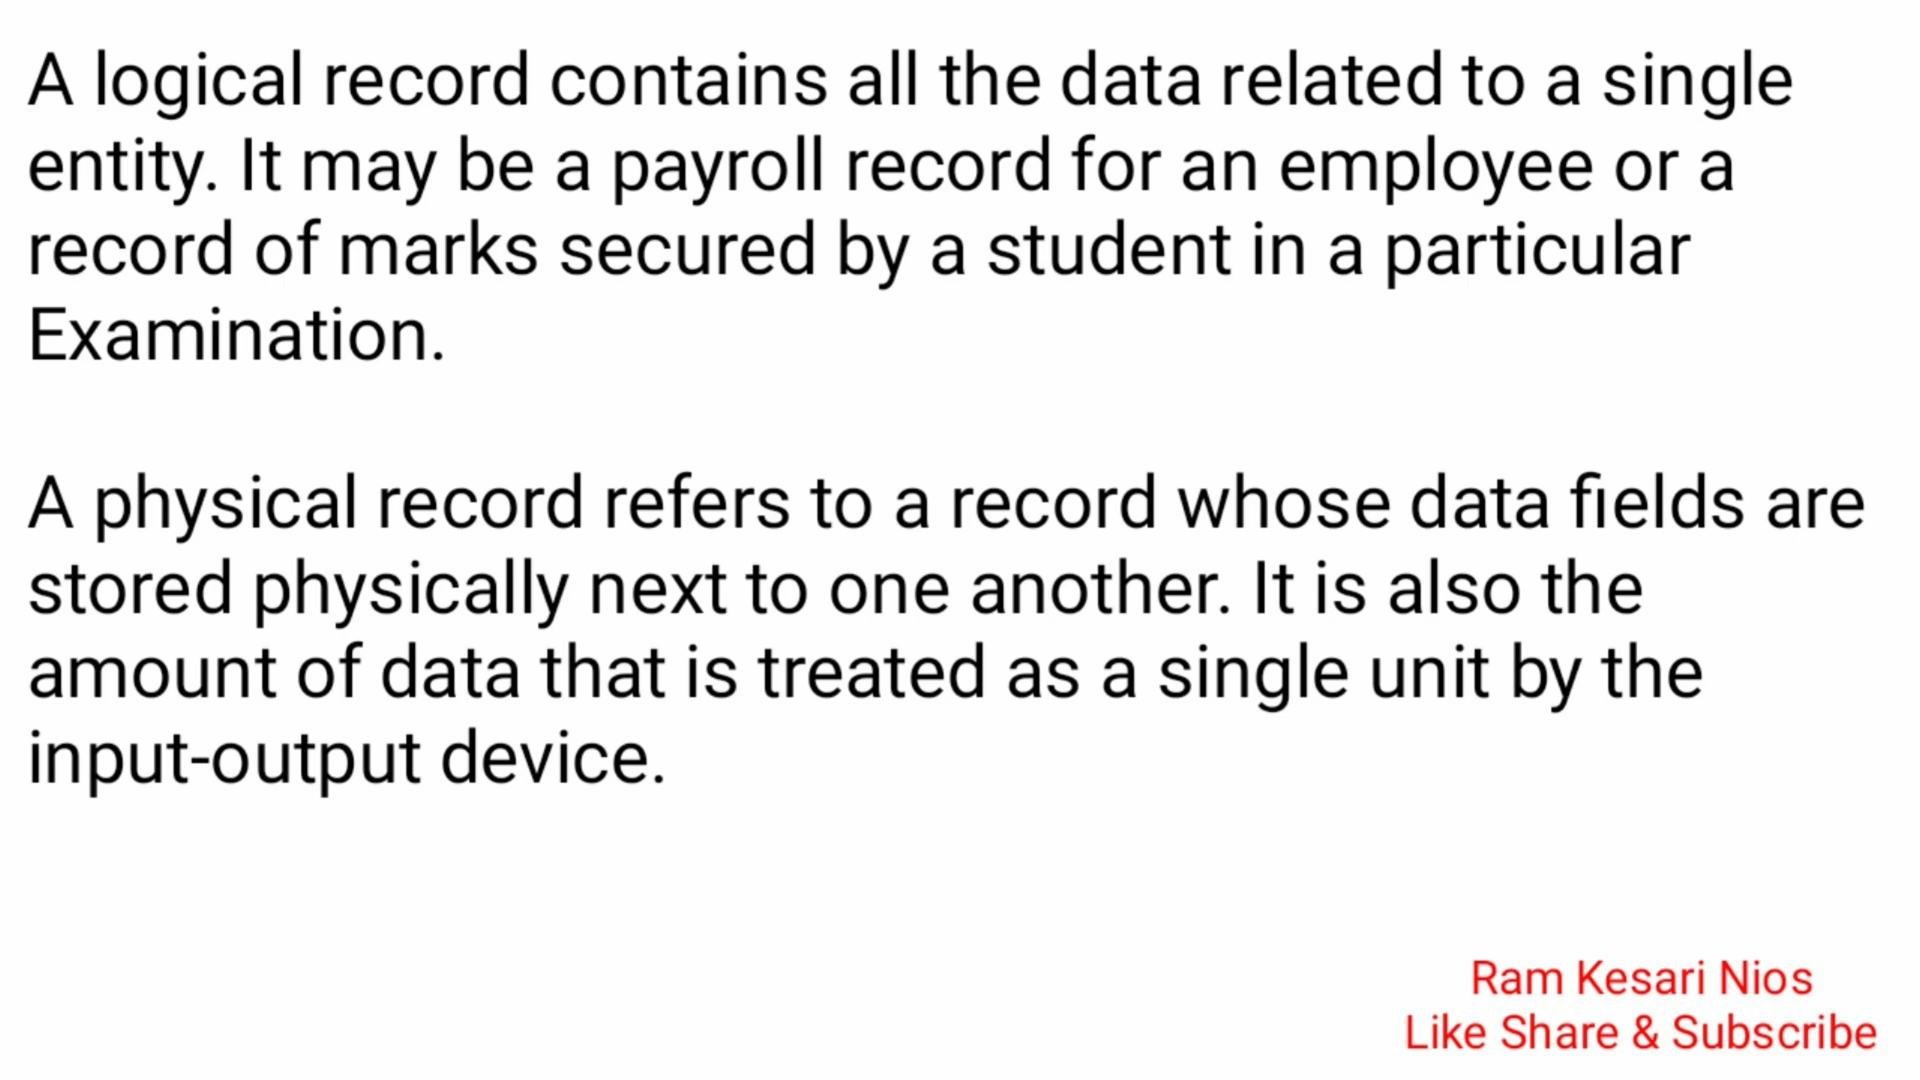 A logical record contains all the data related to a single
entity. It may be a payroll record for an employee or a
record of marks secured by a student in a particular
Examination.
A physical record refers to a record whose data fields are
stored physically next to one another. It is also the
amount of data that is treated as a single unit by the
input-output device.
Ram Kesari Nios
Like Share & Subscribe